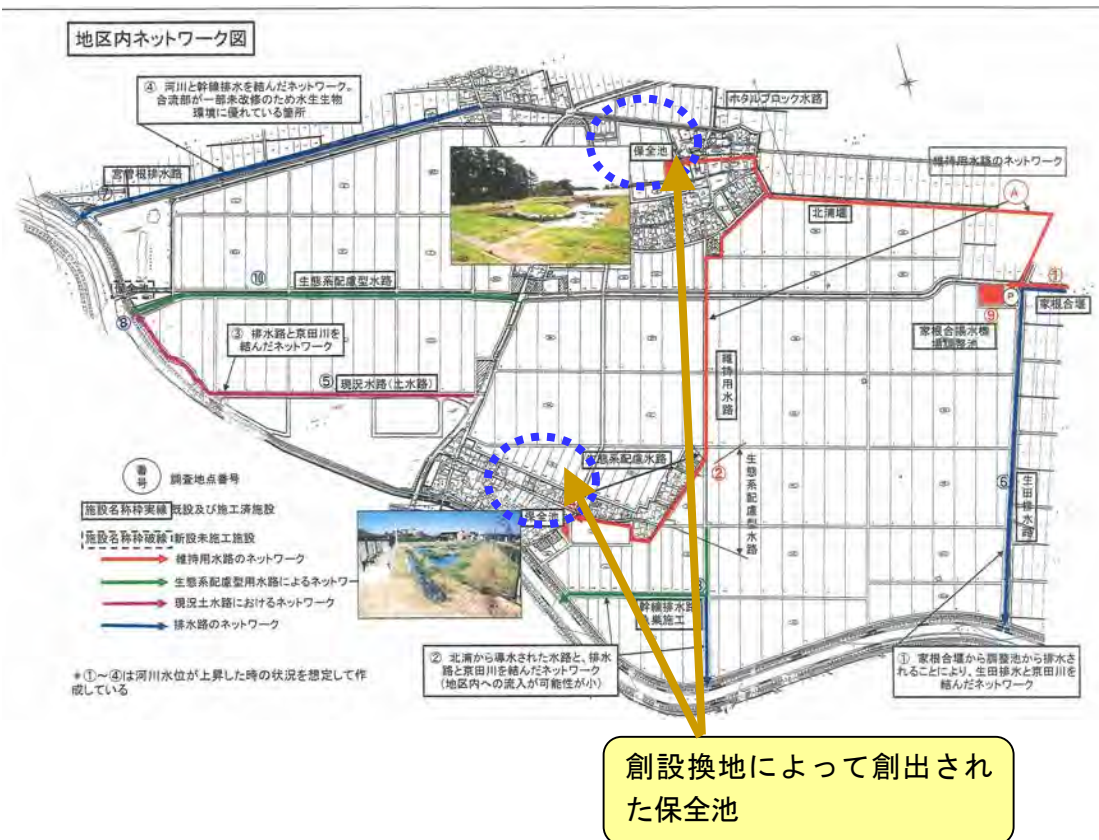 地区内ネットワーク図
④ 河川と幹線排水を結んだネットワーク。
合流部が一部未改修のため水生生物
環境に優れている箇所
ホタルブロック水路
保全池
維持用水路のネットワーク
宮曽根排水路
⑦
A
北浦堰
⑩
生態系配慮型水路
①
家根合堰
P
⑨
家根合揚水機
場調整池
⑧
③ 排水路と京田川を
結んだネットワーク
⑤ 現況水路(土水路)
維持用水路
生態系配慮水路
②
生態系配慮型水路
⑥
生田排水路
番号
調査地点番号
施設名称枠実線 既設及び施工済施設
施設名称枠破線 新設未施工施設
維持用水路のネットワーク
生態系配慮型用水路によるネットワー
現況土水路におけるネットワーク
排水路のネットワーク
保全池
幹線排水路
② 北浦から導水された水路と、排水
路と京田川を結んだネットワーク
(地区内への流入が可能性が小)
① 家根合堰から調整池から排水さ
れることにより、生田排水と京田川を
結んだネットワーク
*①~④は河川水位が上昇した時の状況を想定して作
成している
創設換地によって創出され
た保全池